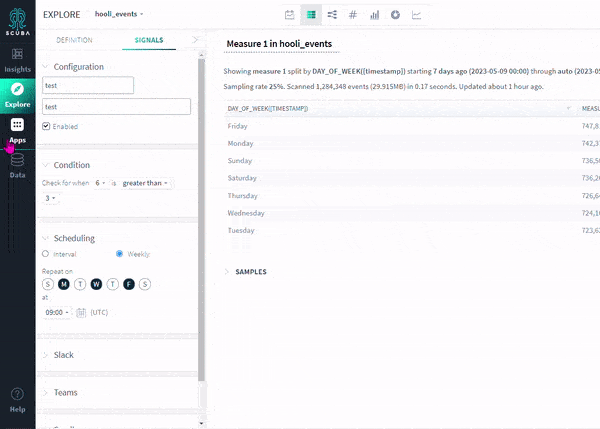 SCUBA
Insights
Explore
Apps
Data
Help
EXPLORE hooli_events
DEFINITION SIGNALS
Configuration
test
test
Enabled
Condition
Check for when 6 is greater than
3
Scheduling
Interval Weekly
Repeat on
S M T W T F S
at
09:00 (UTC)
Slack
Teams
Measure 1 in hooli_events
Showing measure 1 split by DAY_OF_WEEK({timestamp}) starting 7 days ago (2023-05-09 00:00) through auto (2023-05
Sampling rate 25%. Scanned 1,284,348 events (29.915MB) in 0.17 seconds. Updated about 1 hour ago.
DAY_OF_WEEK({TIMESTAMP}) MEASU
Friday 747,8
Monday 742,3
Sunday 736,5
Saturday 736,2
Thursday 726,6
Wednesday 724,1
Tuesday 723,6
SAMPLES